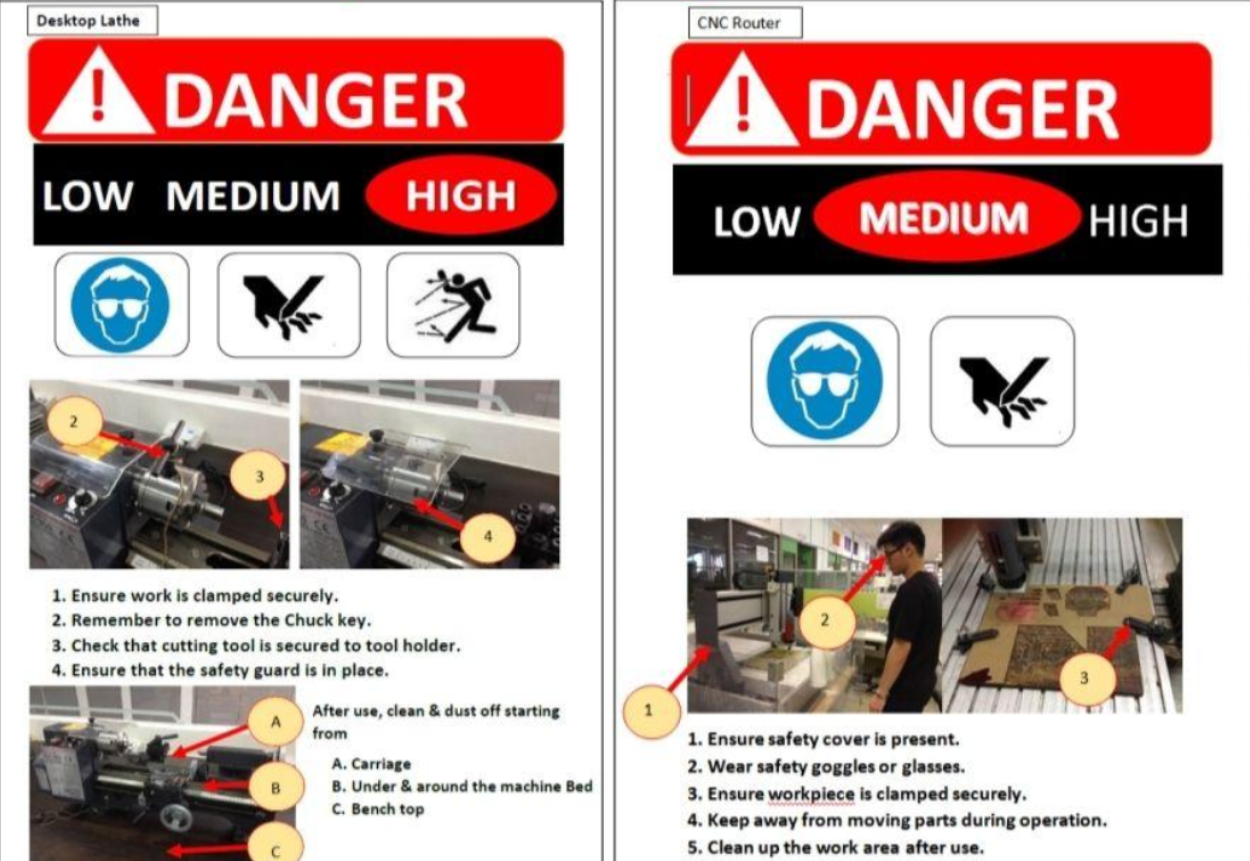 Desktop Lathe
DANGER
LOW MEDIUM HIGH
2
3
4
1. Ensure work is clamped securely.
2. Remember to remove the Chuck key.
3. Check that cutting tool is secured to tool holder.
4. Ensure that the safety guard is in place.
A
B
C
After use, clean & dust off starting
from
A. Carriage
B. Under & around the machine Bed
C. Bench top
CNC Router
DANGER
LOW MEDIUM HIGH
1
2
3
1. Ensure safety cover is present.
2. Wear safety goggles or glasses.
3. Ensure workpiece is clamped securely.
4. Keep away from moving parts during operation.
5. Clean up the work area after use.